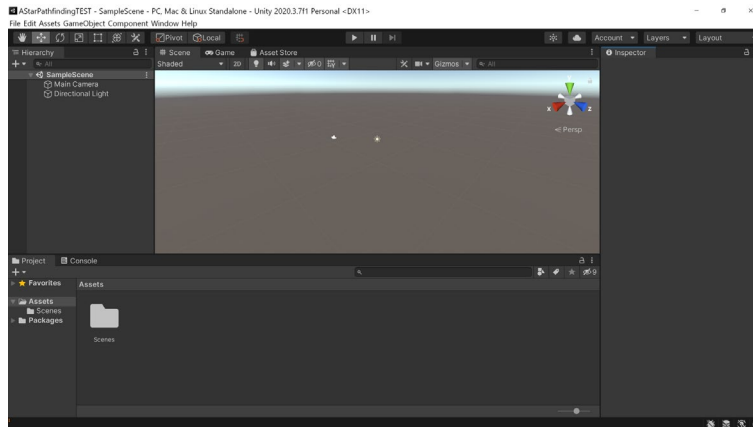 AStarPathfindingTEST - SampleScene - PC, Mac & Linux Standalone - Unity 2020.3.7f1 Personal <DX11>
File Edit Assets GameObject Component Window Help
Pivot Local Account Layers Layout
Hierarchy Scene Game Asset Store Inspector
All Shaded 2D 0 Gizmos All
SampleScene
Main Camera
Directional Light
x z
Persp
Project Console
9
Favorites Assets
Assets
Scenes
Packages
Scenes